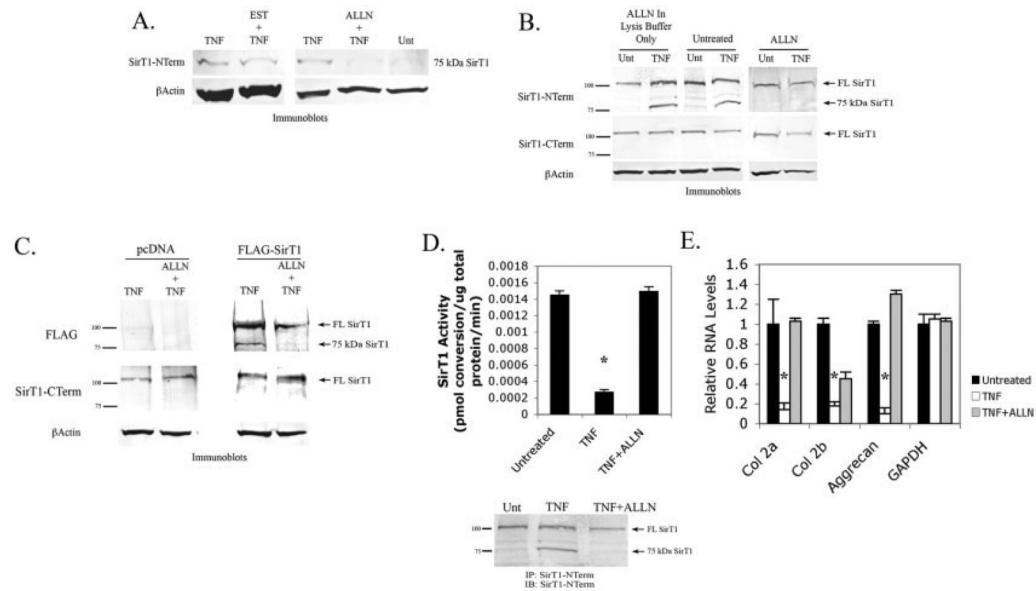 A.
EST
+
TNF TNF
ALLN
+
TNF TNF Unt
SirT1-NTerm
75 kDa SirT1
βActin
Immunoblots
B.
ALLN In
Lysis Buffer
Only
Untreated
ALLN
Unt TNF Unt TNF Unt TNF
SirT1-NTerm
100
75
FL SirT1
75 kDa SirT1
SirT1-CTerm
100
75
FL SirT1
βActin
Immunoblots
C.
pcDNA
FLAG-SirT1
ALLN
+
TNF TNF
ALLN
+
TNF TNF
FLAG
100
75
FL SirT1
75 kDa SirT1
SirT1-CTerm
100
75
FL SirT1
βActin
Immunoblots
D.
SirT1 Activity
(pmol conversion/ug total
protein/min)
0.0018
0.0016
0.0014
0.0012
0.001
0.0008
0.0006
0.0004
0.0002
0
*
Untreated
TNF
TNF+ALLN
Unt TNF TNF+ALLN
100
75
FL SirT1
75 kDa SirT1
IP: SirT1-NTerm
IB: SirT1-NTerm
E.
Relative RNA Levels
1.6
1.4
1.2
1
0.8
0.6
0.4
0.2
0
* * *
Col 2a
Col 2b
Aggrecan
GAPDH
Untreated
TNF
TNF+ALLN